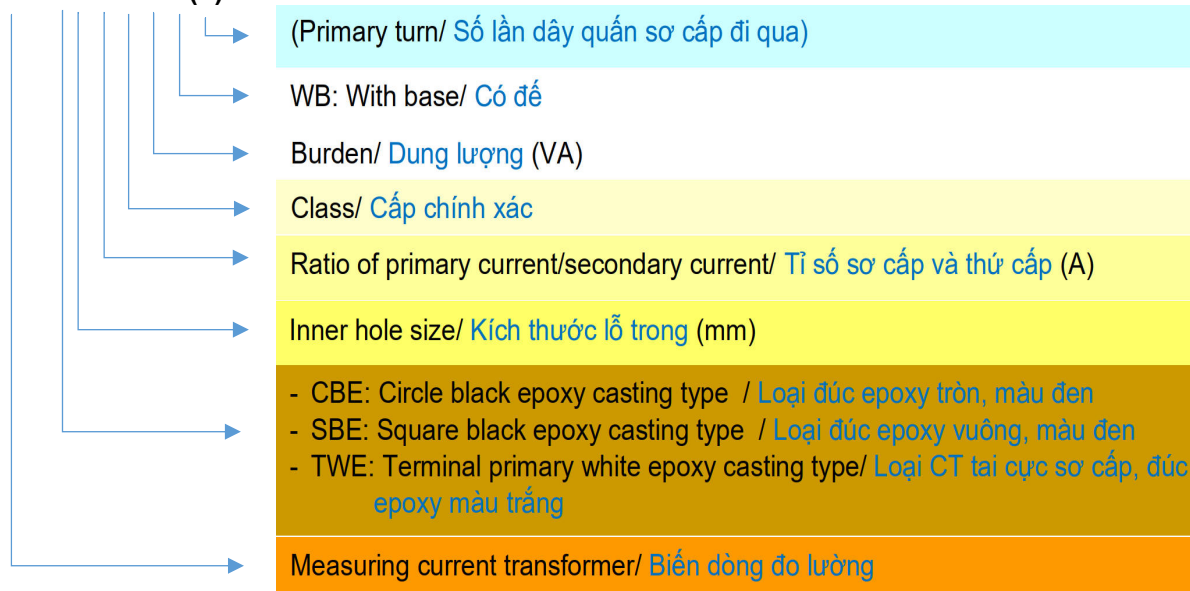 (Primary turn/ Số lần dây quấn sơ cấp đi qua)
WB: With base/ Có đế
Burden/ Dung lượng (VA)
Class/ Cấp chính xác
Ratio of primary current/secondary current/ Tỉ số sơ cấp và thứ cấp (A)
Inner hole size/ Kích thước lỗ trong (mm)
- CBE: Circle black epoxy casting type / Loại đúc epoxy tròn, màu đen
- SBE: Square black epoxy casting type / Loại đúc epoxy vuông, màu đen
- TWE: Terminal primary white epoxy casting type/ Loại CT tai cực sơ cấp, đúc
epoxy màu trắng
Measuring current transformer/ Biến dòng đo lường